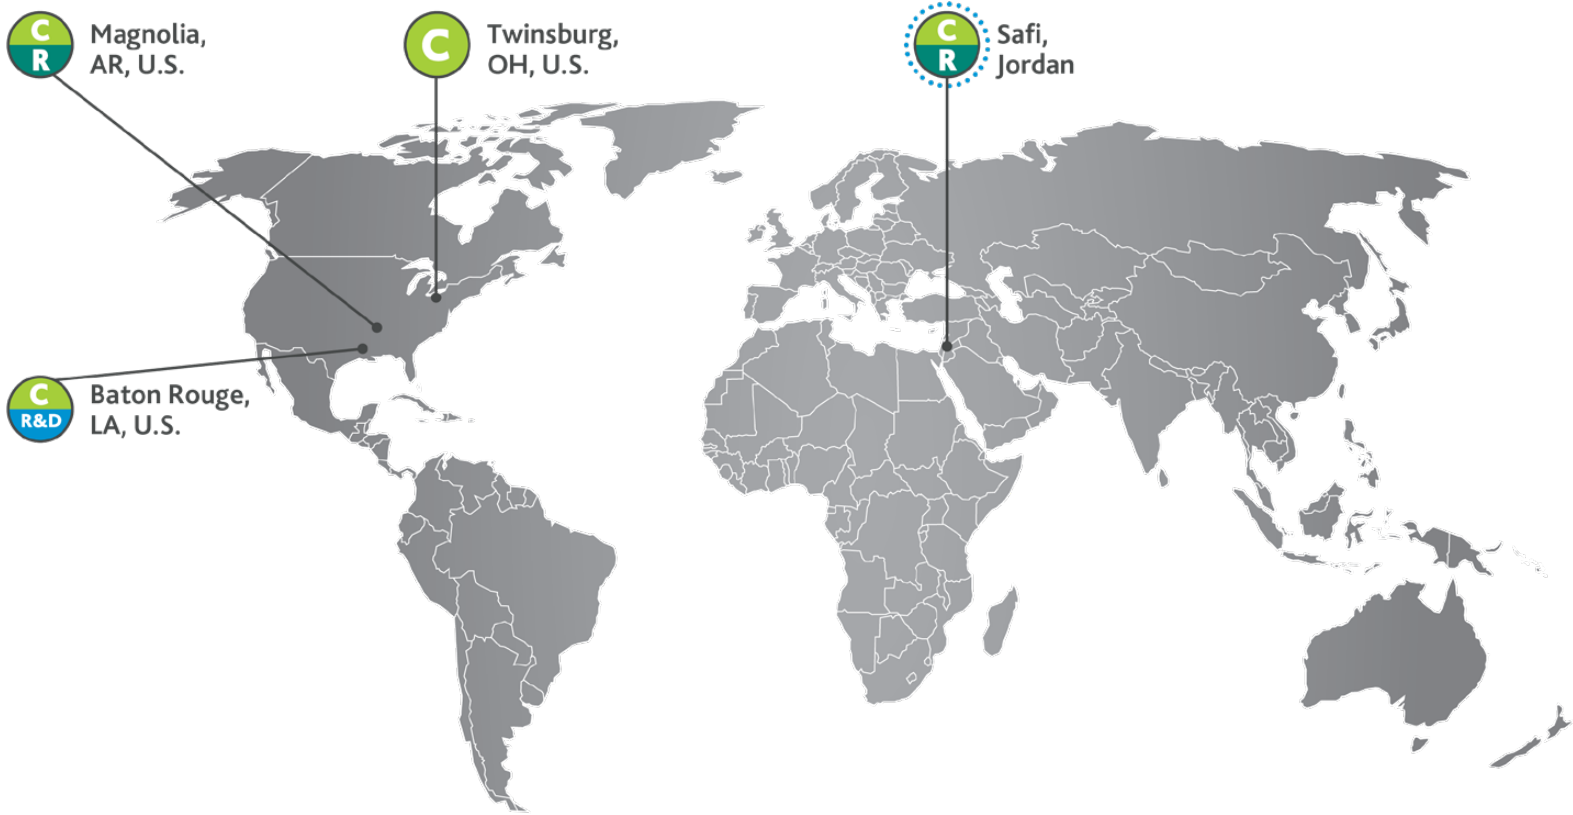 C
R
Magnolia,
AR, U.S.
C
Twinsburg,
OH, U.S.
C
R
Safi,
Jordan
C
R&D
Baton Rouge,
LA, U.S.